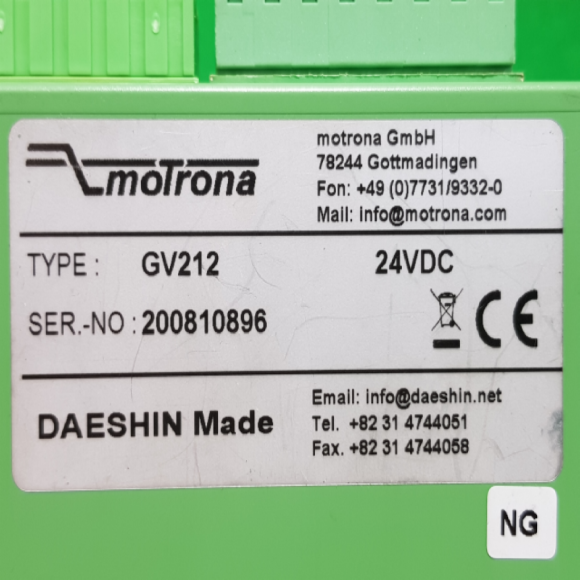 moTrona
motrona GmbH
78244 Gottmadingen
Fon: +49 (0)7731/9332-0
Mail: info@motrona.com
TYPE : GV212 24VDC
SER.-NO : 200810896
CE
DAESHIN Made
Email: info@daeshin.net
Tel. +82 31 4744051
Fax. +82 31 4744058
NG